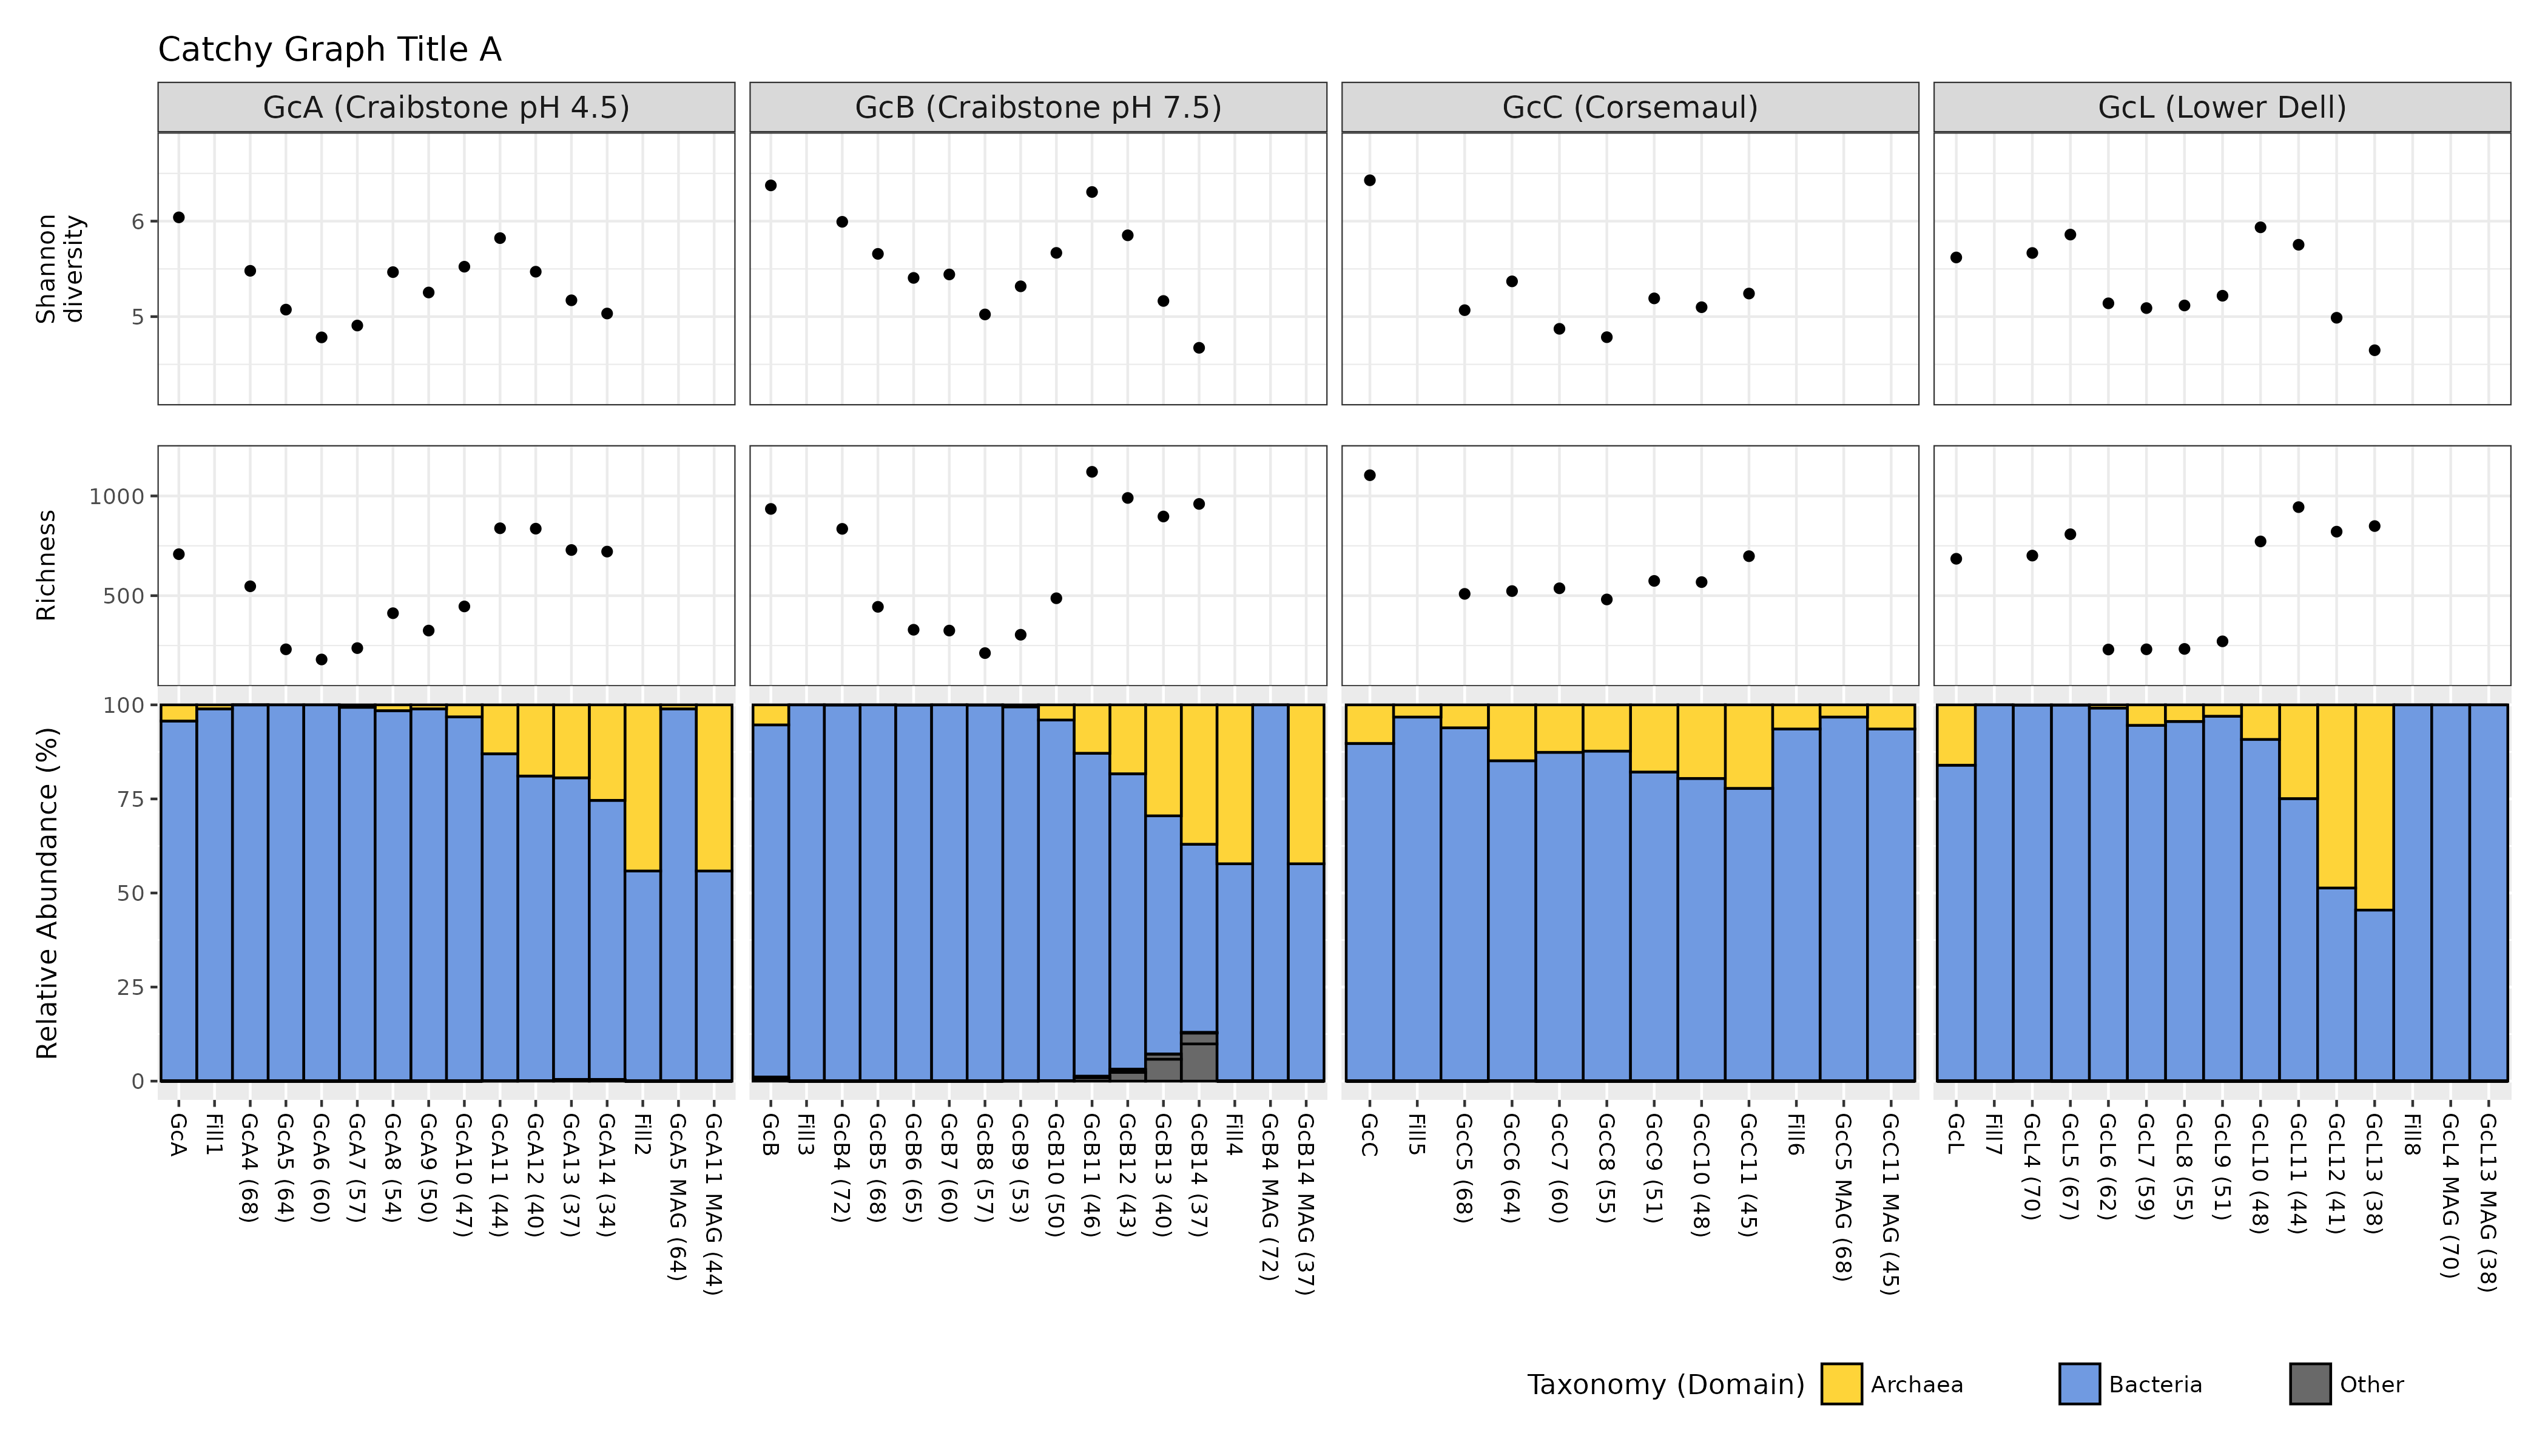 Catchy Graph Title A
GcA (Craibstone pH 4.5)
GcB (Craibstone pH 7.5)
GcC (Corsemaul)
GcL (Lower Dell)
Shannon
diversity
6
5
Richness
1000
500
Relative Abundance (%)
100
75
50
25
0
GcA
Fill1
GcA4 (68)
GcA5 (64)
GcA6 (60)
GcA7 (57)
GcA8 (54)
GcA9 (50)
GcA10 (47)
GcA11 (44)
GcA12 (40)
GcA13 (37)
GcA14 (34)
Fill2
GcA5 MAG (64)
GcA11 MAG (44)
GcB
Fill3
GcB4 (72)
GcB5 (68)
GcB6 (65)
GcB7 (60)
GcB8 (57)
GcB9 (53)
GcB10 (50)
GcB11 (46)
GcB12 (43)
GcB13 (40)
GcB14 (37)
Fill4
GcB4 MAG (72)
GcB14 MAG (37)
GcC
Fill5
GcC5 (68)
GcC6 (64)
GcC7 (60)
GcC8 (55)
GcC9 (51)
GcC10 (48)
GcC11 (45)
Fill6
GcC5 MAG (68)
GcC11 MAG (45)
GcL
Fill7
GcL4 (70)
GcL5 (67)
GcL6 (62)
GcL7 (59)
GcL8 (55)
GcL9 (51)
GcL10 (48)
GcL11 (44)
GcL12 (41)
GcL13 (38)
Fill8
GcL4 MAG (70)
GcL13 MAG (38)
Taxonomy (Domain)
Archaea
Bacteria
Other